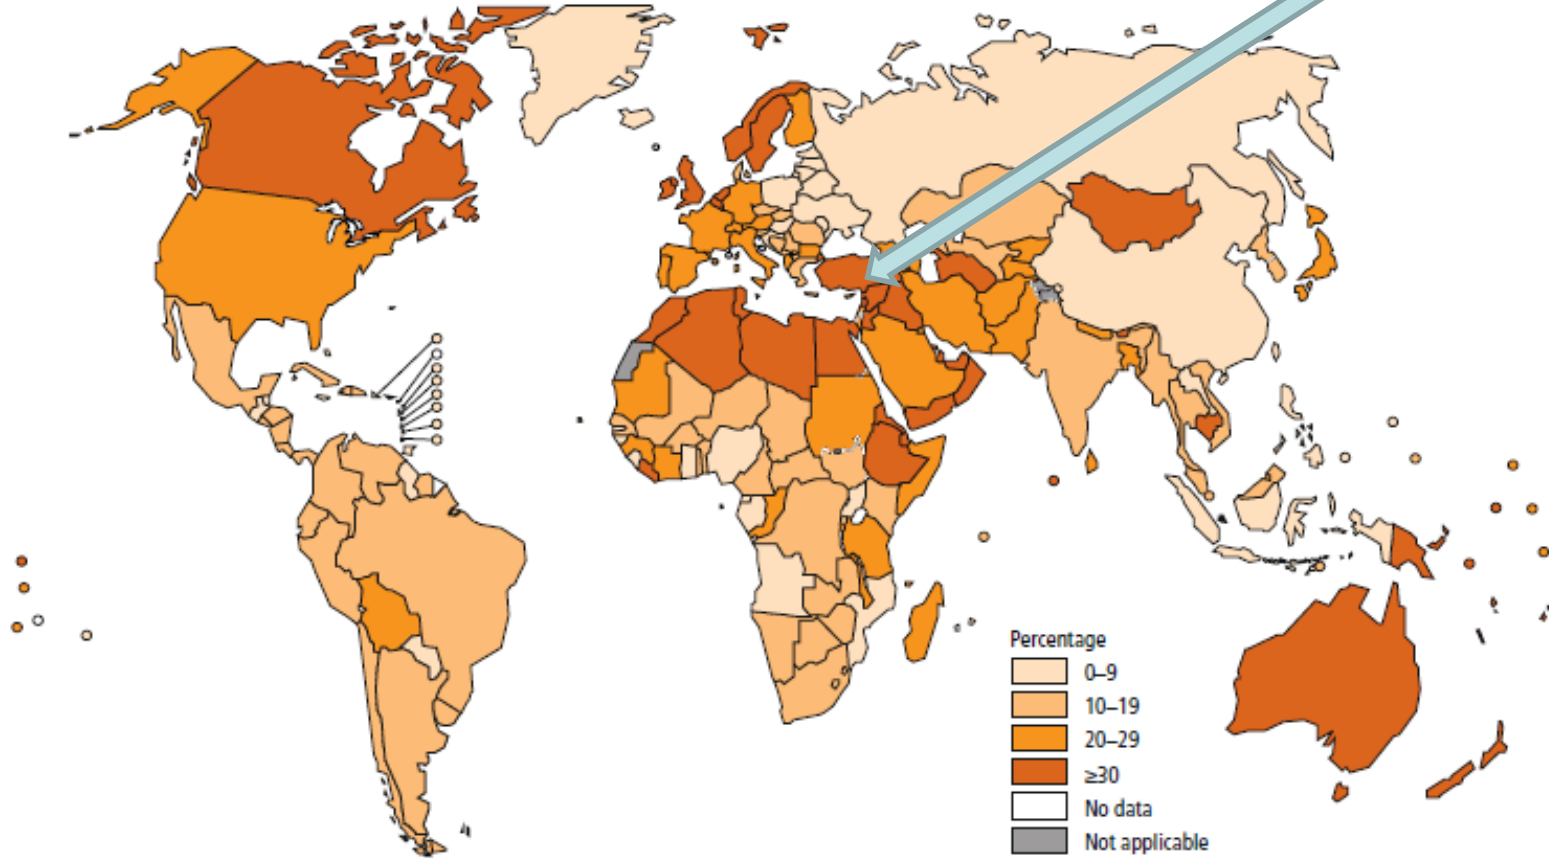 Percentage
0–9
10–19
20–29
≥30
No data
Not applicable